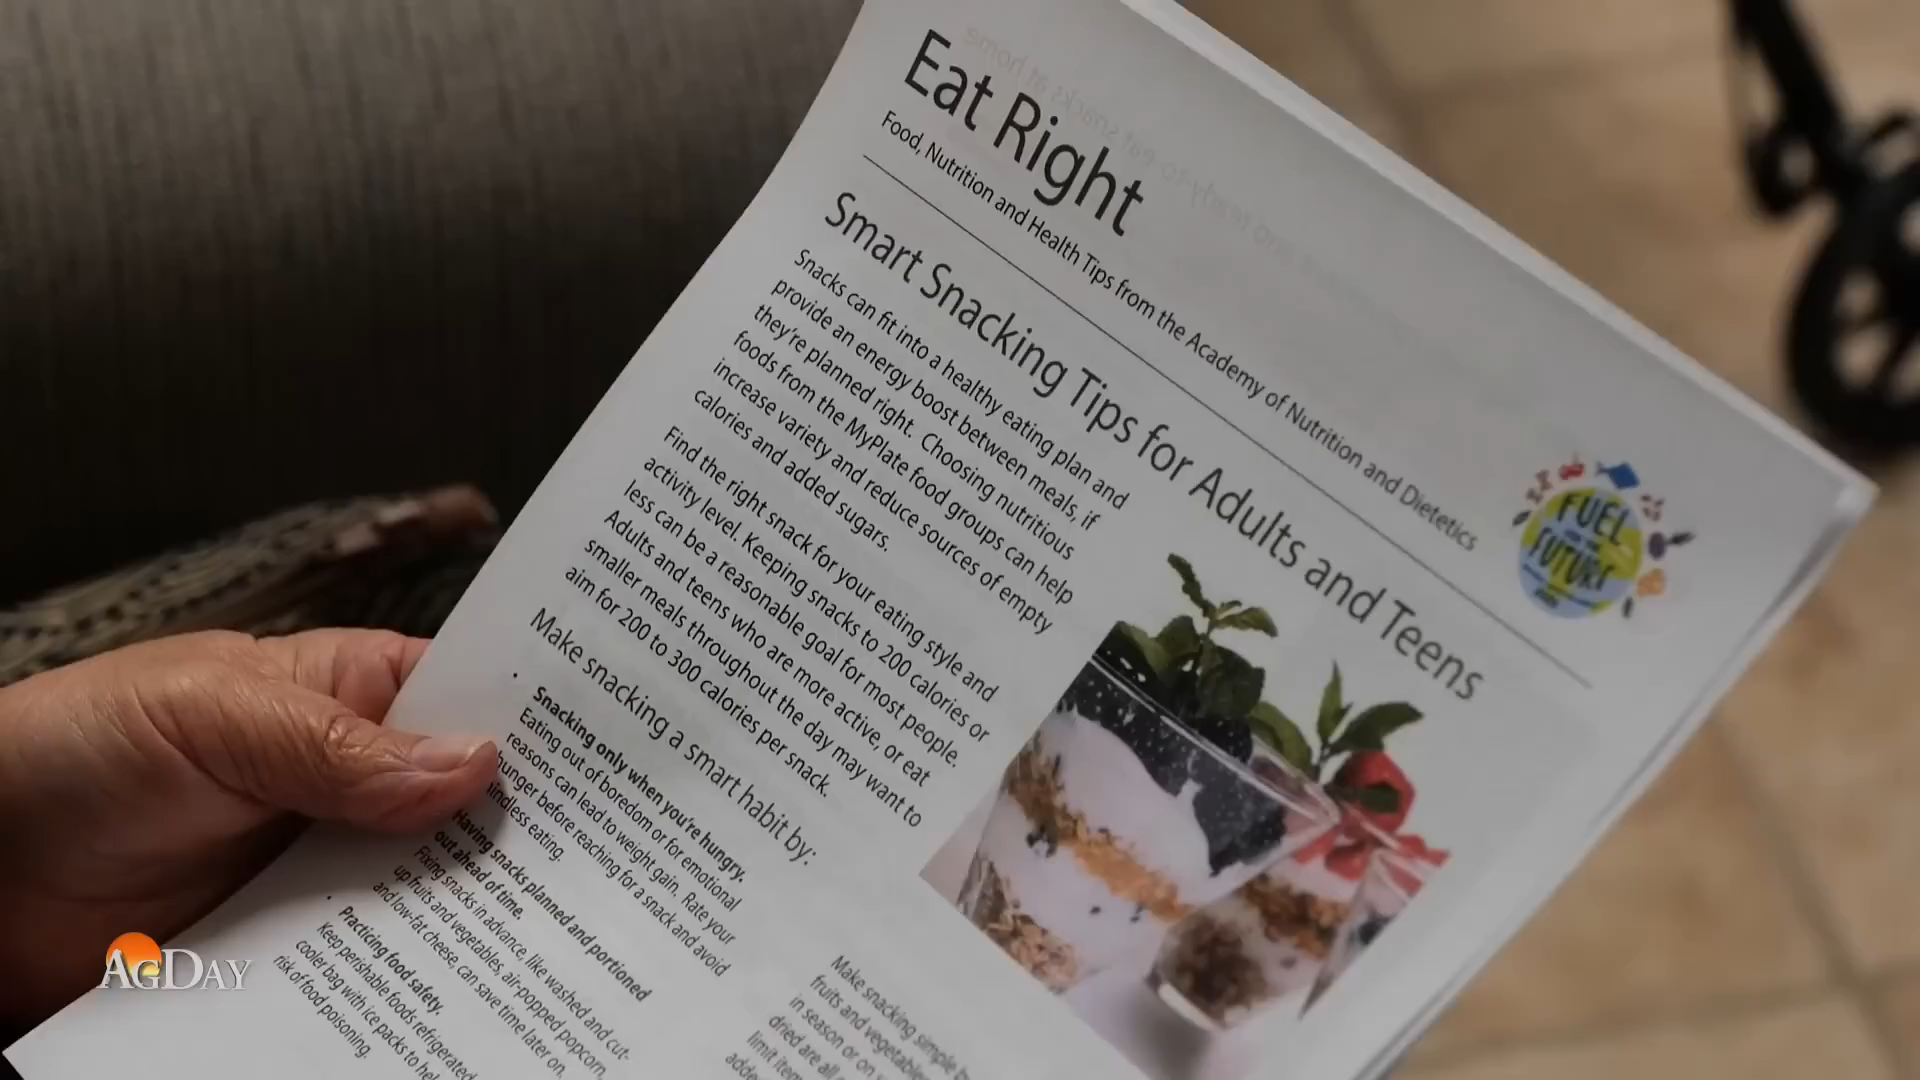 Eat Right
Food, Nutrition and Health Tips from the Academy of Nutrition and Dietetics
FUEL
FUTURE
Smart Snacking Tips for Adults and Teens
Snacks can fit into a healthy eating plan and
provide an energy boost between meals, if
they're planned right. Choosing nutritious
foods from the MyPlate food groups can help
increase variety and reduce sources of empty
calories and added sugars.
Find the right snack for your eating style and
activity level. Keeping snacks to 200 calories or
less can be a reasonable goal for most people.
Adults and teens who are more active, or eat
smaller meals throughout the day may want to
aim for 200 to 300 calories per snack.
Make snacking a smart habit by:
• Snacking only when you're hungry.
Eating out of boredom or for emotional
reasons can lead to weight gain. Rate your
hunger before reaching for a snack and avoid
mindless eating.
Having snacks planned and portioned
out ahead of time.
Fixing snacks in advance, like washed and cut-
up fruits and vegetables, air-popped popcorn,
and low-fat cheese, can save time later on.
• Practicing food safety.
Keep perishable foods refrigerated
cooler bag with ice packs to
risk of food poisoning.
Make snacking simple
fruits and
in season or on
dried are all
limit
AGDAY